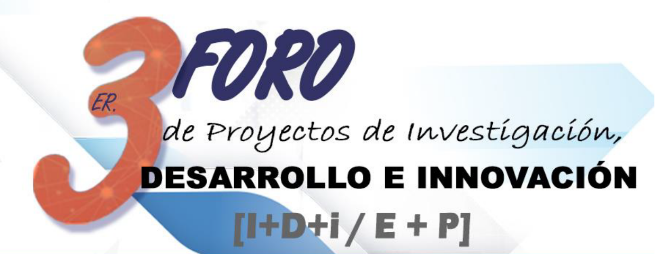 3ER. FORO
de Proyectos de Investigación,
DESARROLLO E INNOVACIÓN
[I+D+i / E + P]